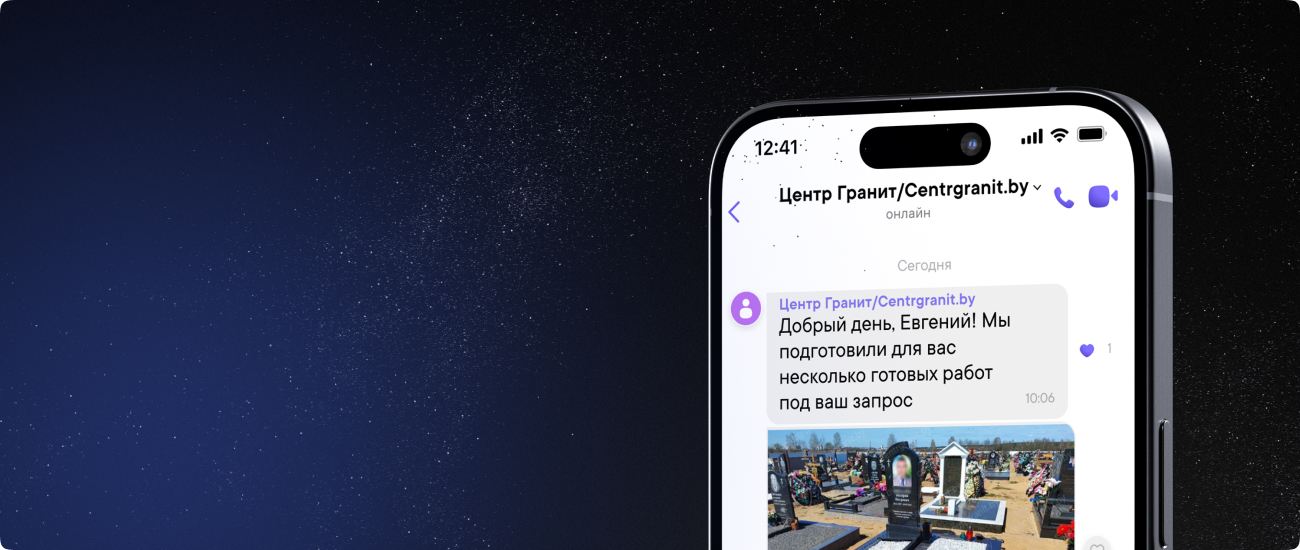 12:41
Центр Гранит/Centrgranit.by
онлайн
Сегодня
Центр Гранит/Centrgranit.by
Добрый день, Евгений! Мы
подготовили для вас
несколько готовых работ
под ваш запрос
10:06
1